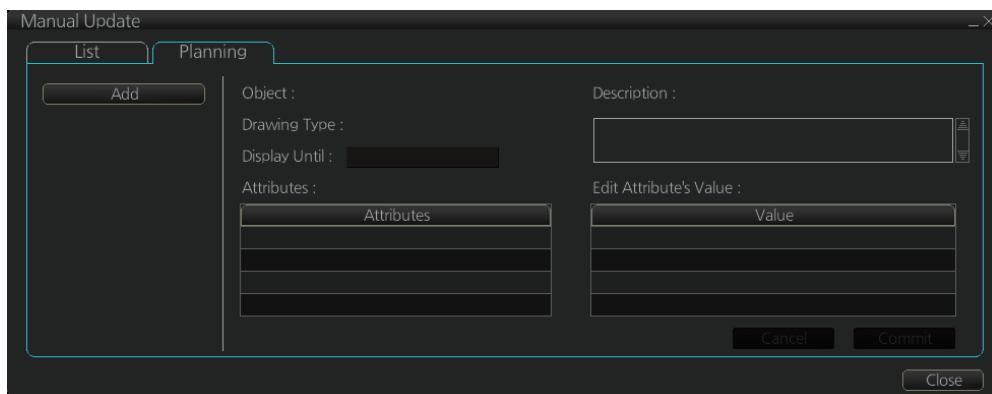 Manual Update
List Planning
Add
Object :
Drawing Type :
Display Until :
Attributes :
Attributes
Description :
Edit Attribute's Value :
Value
Cancel Commit
Close